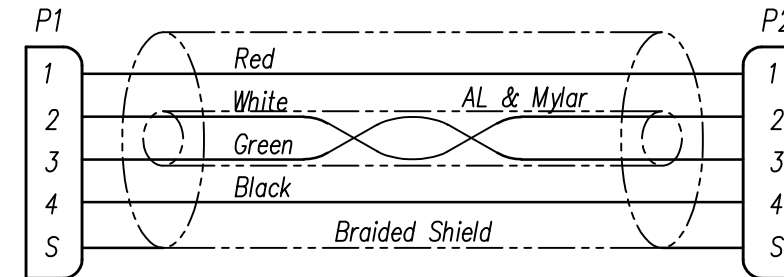 P1 P2
1 Red 1
2 White AL & Mylar 2
3 Green 3
4 Black 4
S Braided Shield S